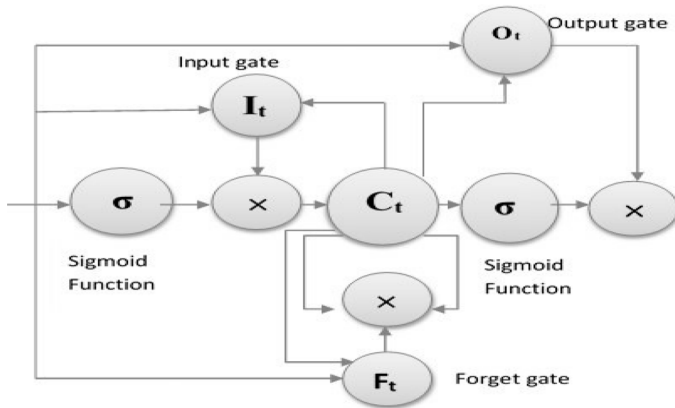 Oₜ
Output gate
Input gate
Iₜ
σ
×
Cₜ
σ
×
Sigmoid
Function
Sigmoid
Function
×
Fₜ
Forget gate